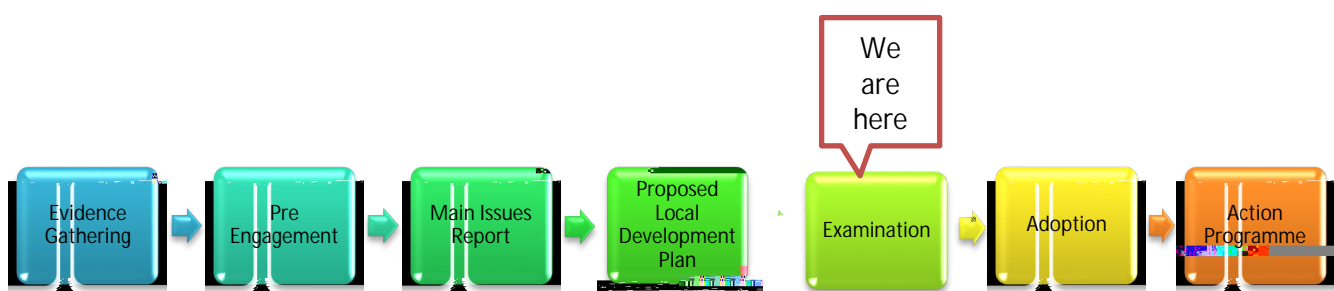 We
are
here
Evidence
Gathering
Pre
Engagement
Main Issues
Report
Proposed
Local
Development
Plan
Examination
Adoption
Action
Programme